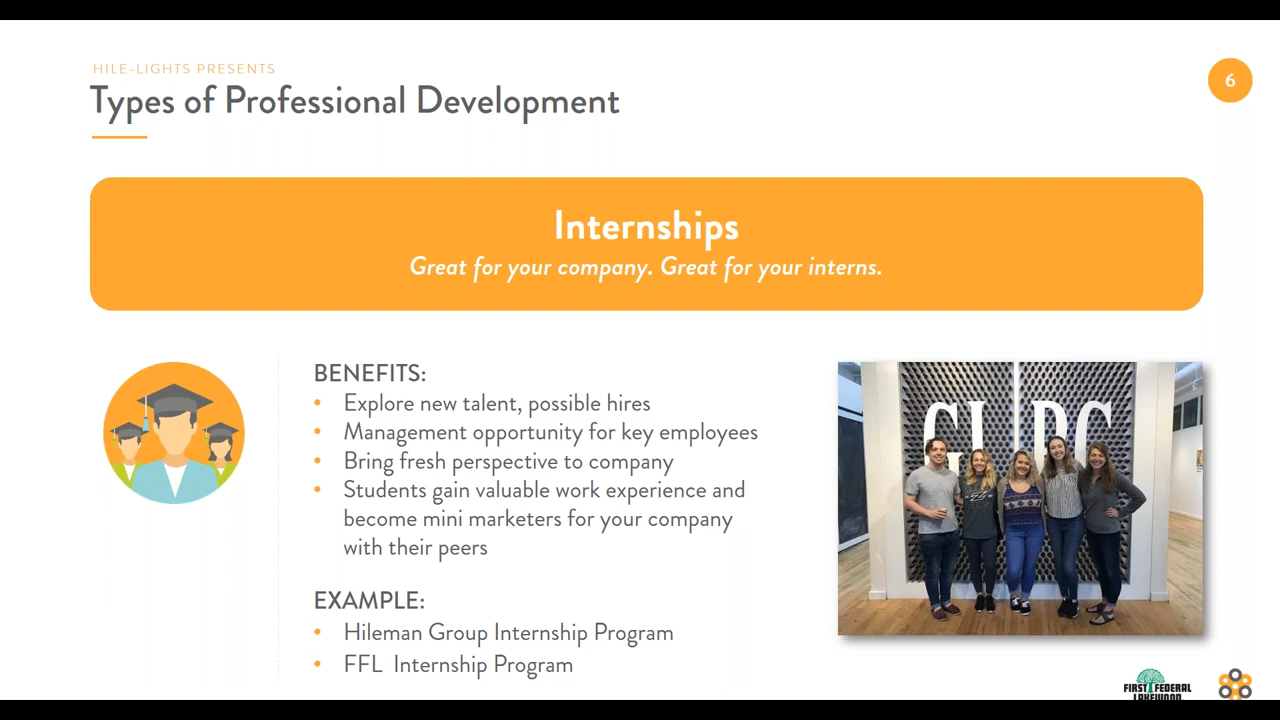 HILE-LIGHTS PRESENTS
Types of Professional Development
6
Internships
Great for your company. Great for your interns.
BENEFITS:
• Explore new talent, possible hires
• Management opportunity for key employees
• Bring fresh perspective to company
• Students gain valuable work experience and
become mini marketers for your company
with their peers
EXAMPLE:
• Hileman Group Internship Program
• FFL Internship Program
FIRST FEDERAL
LAKEWOOD